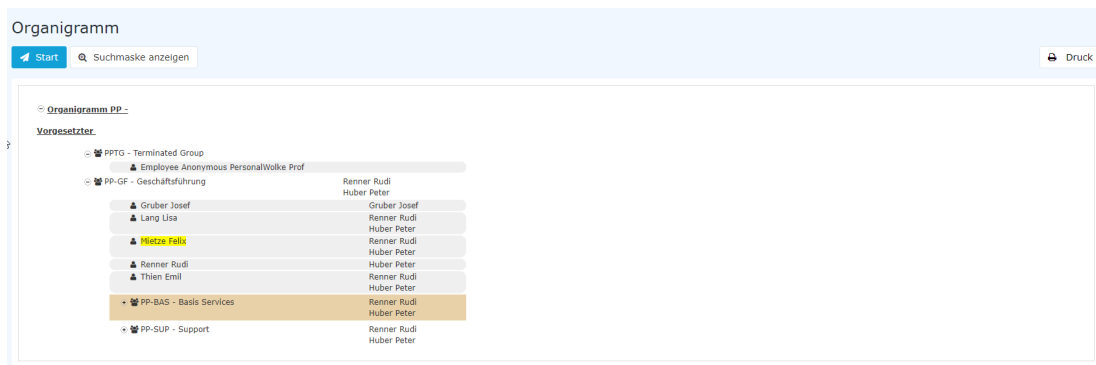 Organigramm
Start Suchmaske anzeigen Druck
Organigramm PP -
Vorgesetzter
PPTG - Terminated Group
Employee Anonymous PersonalWolke Prof
PP-GF - Geschäftsführung Renner Rudi
Huber Peter
Gruber Josef Gruber Josef
Lang Lisa Renner Rudi
Huber Peter
Mietze Felix Renner Rudi
Huber Peter
Renner Rudi Huber Peter
Thien Emil Renner Rudi
Huber Peter
PP-BAS - Basis Services Renner Rudi
Huber Peter
PP-SUP - Support Renner Rudi
Huber Peter